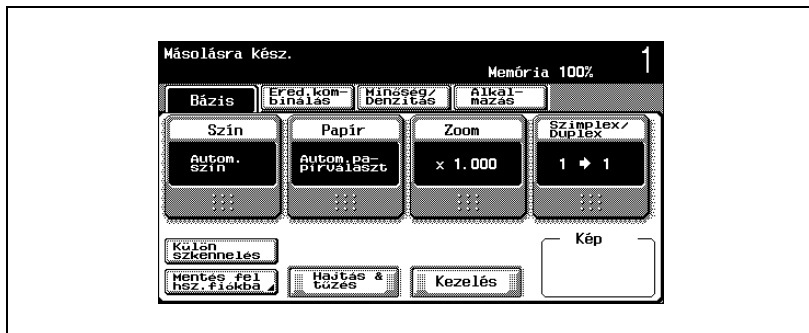 Másolásra kész.
Memória 100%
1
Bázis
Ered.kom-
binálás
Minőség/
Denzitás
Alkal-
mazás
Szín
Papír
Zoom
Szimplex/
Duplex
Autom.
szín
Autom.pa-
pírválaszt
x 1.000
1 ➔ 1
Külön
szkennelés
Kép
Mentés fel
hsz.fiókba
Hajtás &
tűzés
Kezelés